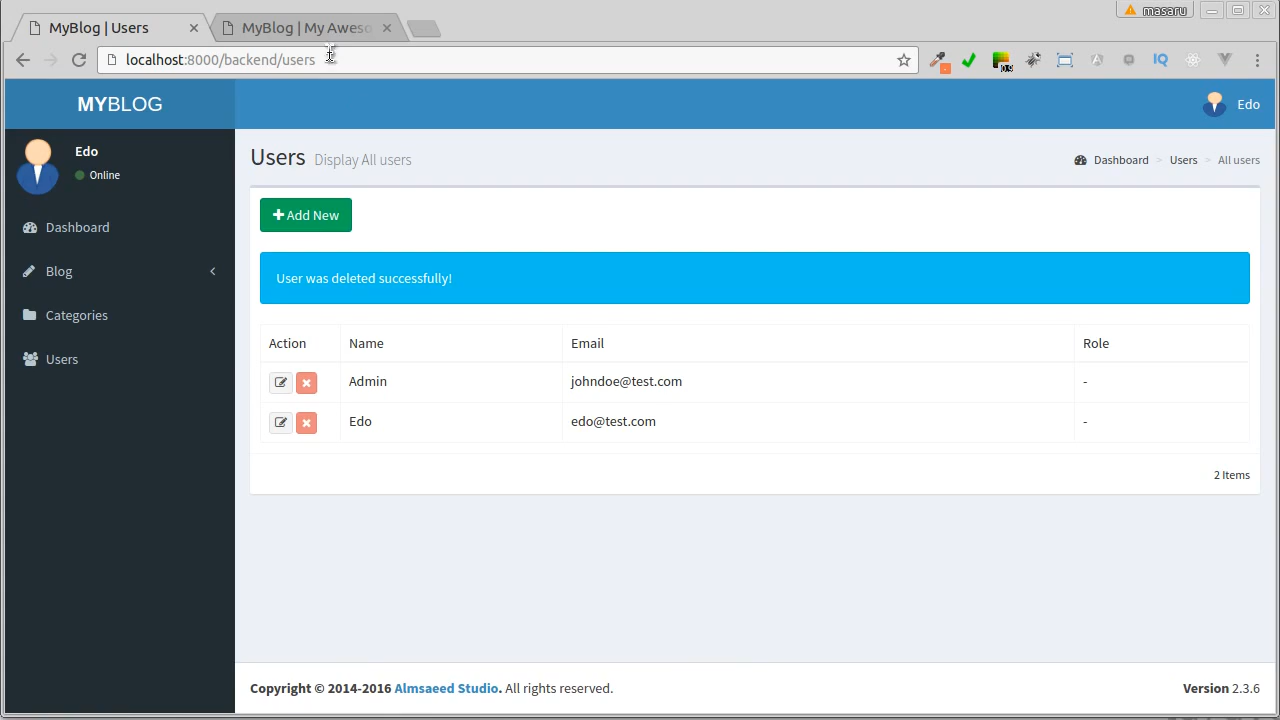 masaru
MyBlog | Users
MyBlog | My Aweso
localhost:8000/backend/users
IQ
MYBLOG
Edo
Edo
Online
Users Display All users
Dashboard > Users > All users
Dashboard
Blog
Categories
Users
Add New
User was deleted successfully!
Action Name Email Role
Admin johndoe@test.com -
Edo edo@test.com -
2 Items
Copyright © 2014-2016 Almsaeed Studio. All rights reserved.
Version 2.3.6